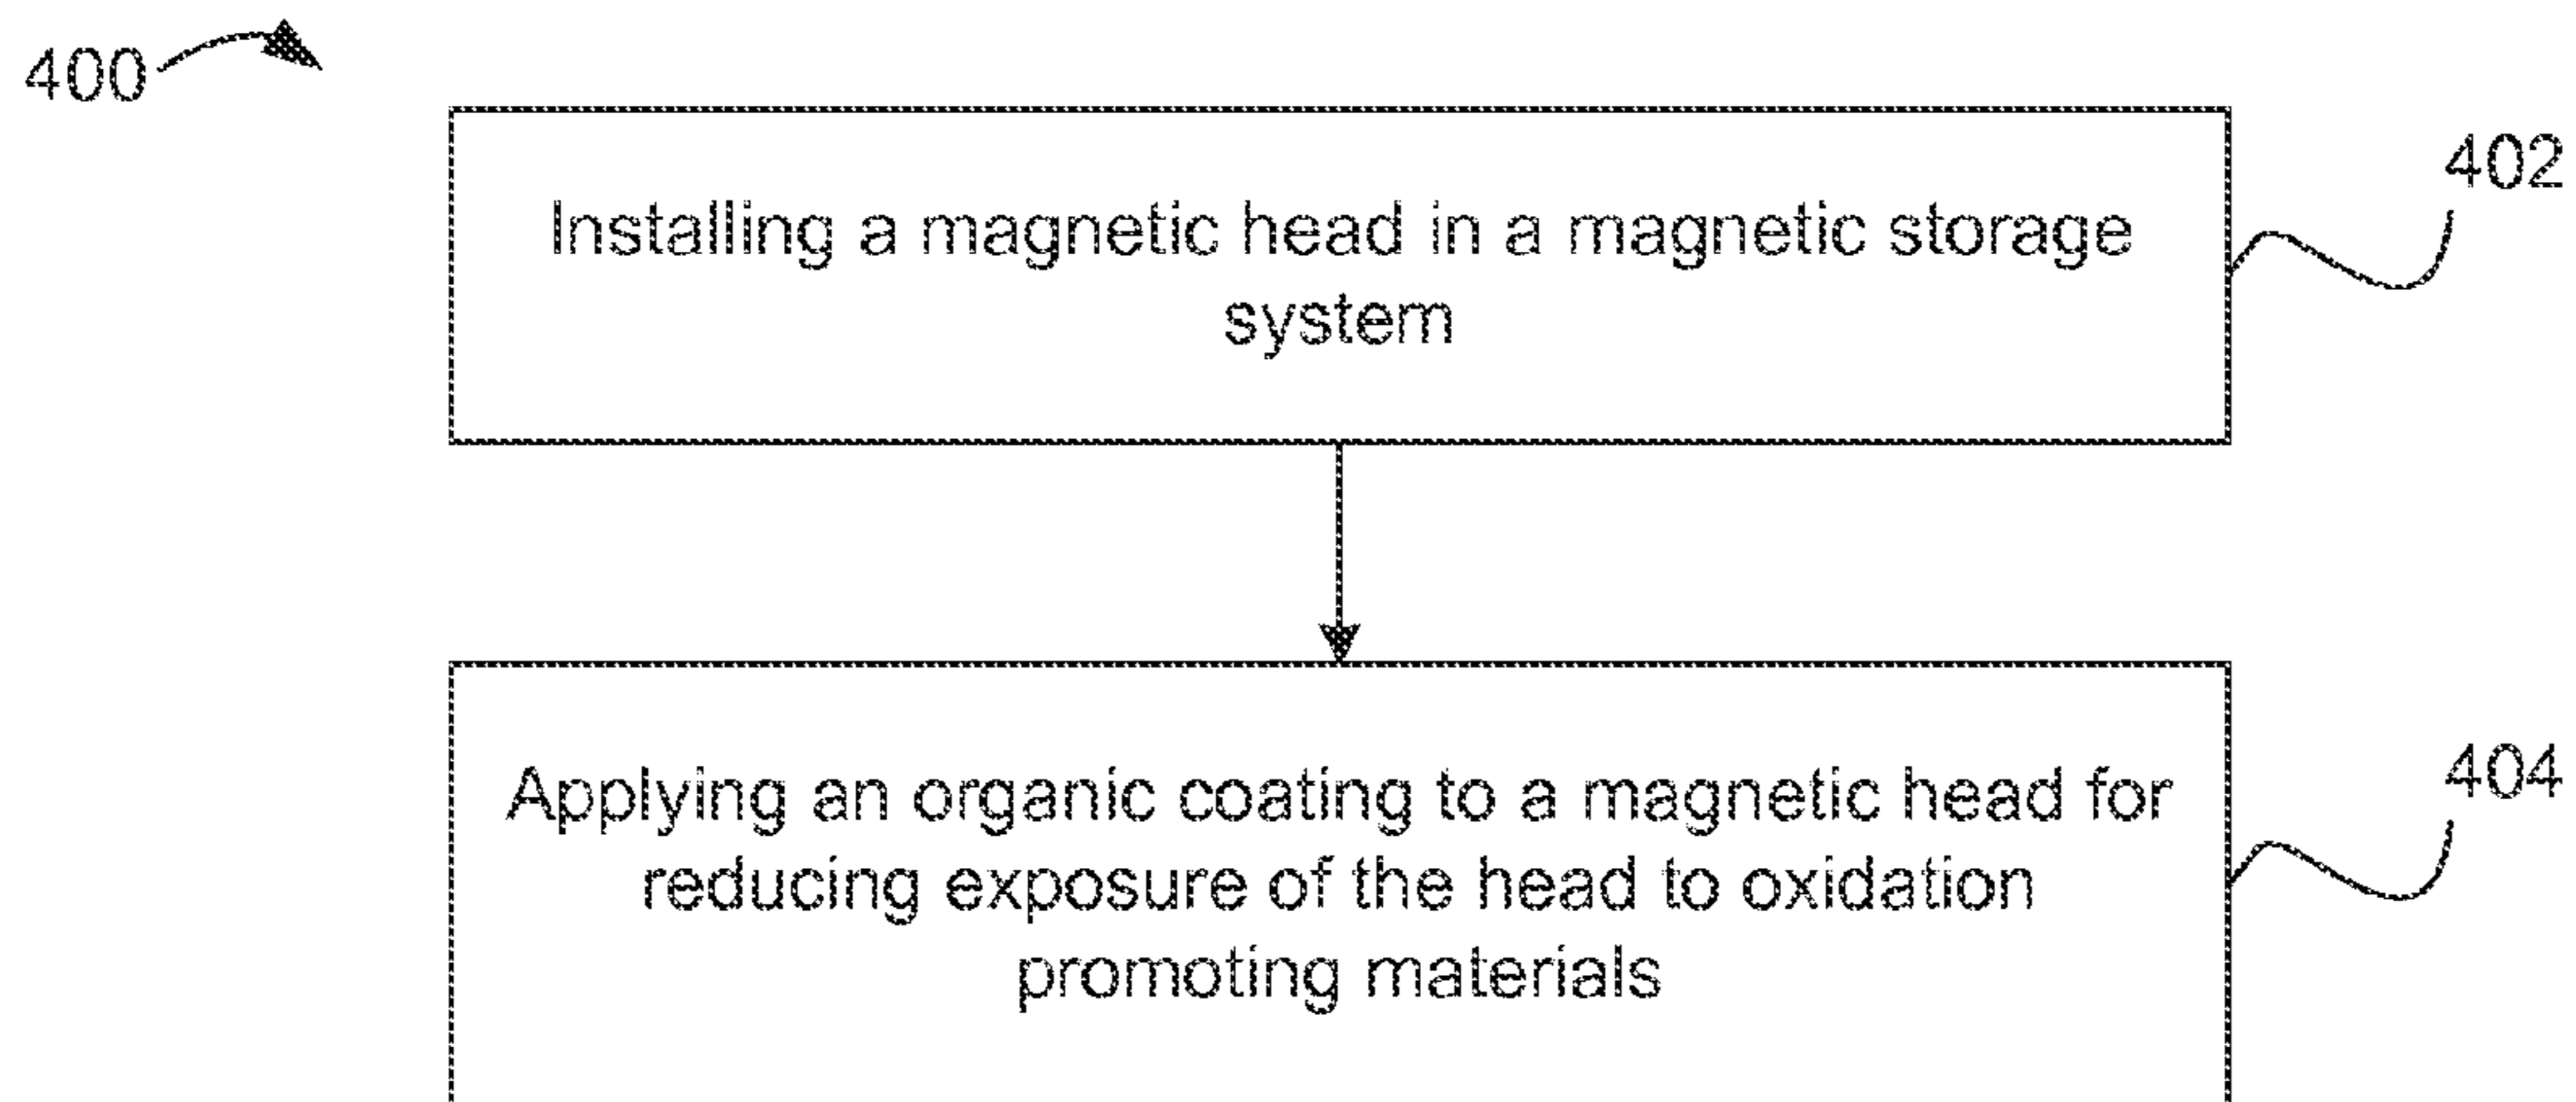 400
Installing a magnetic head in a magnetic storage
system
402
Applying an organic coating to a magnetic head for
reducing exposure of the head to oxidation
promoting materials
404